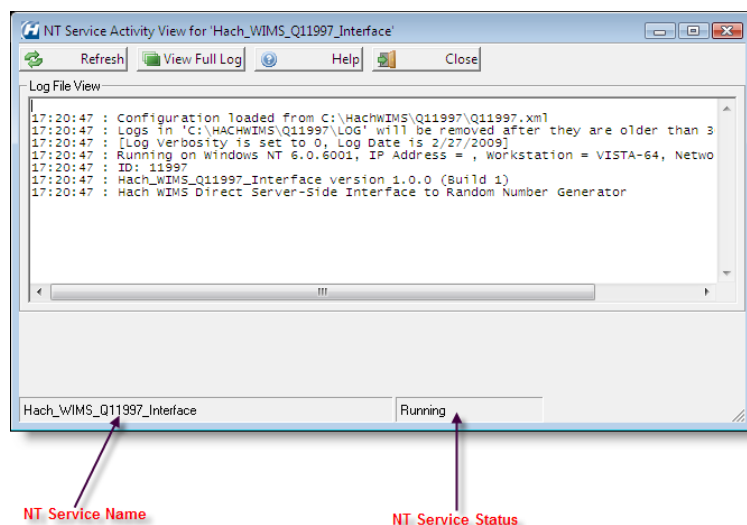 NT Service Activity View for 'Hach_WIMS_Q11997_Interface'
Refresh View Full Log Help Close
Log File View
17:20:47 : Configuration loaded from C:\HachWIMS\Q11997\Q11997.xml
17:20:47 : Logs in 'C:\HACHWIMS\Q11997\LOG' will be removed after they are older than 3
17:20:47 : [Log Verbosity is set to 0, Log Date is 2/27/2009]
17:20:47 : Running on Windows NT 6.0.6001, IP Address = , Workstation = VISTA-64, Netwo
17:20:47 : ID: 11997
17:20:47 : Hach_WIMS_Q11997_Interface version 1.0.0 (Build 1)
17:20:47 : Hach WIMS Direct Server-Side Interface to Random Number Generator
Hach_WIMS_Q11997_Interface Running
NT Service Name NT Service Status